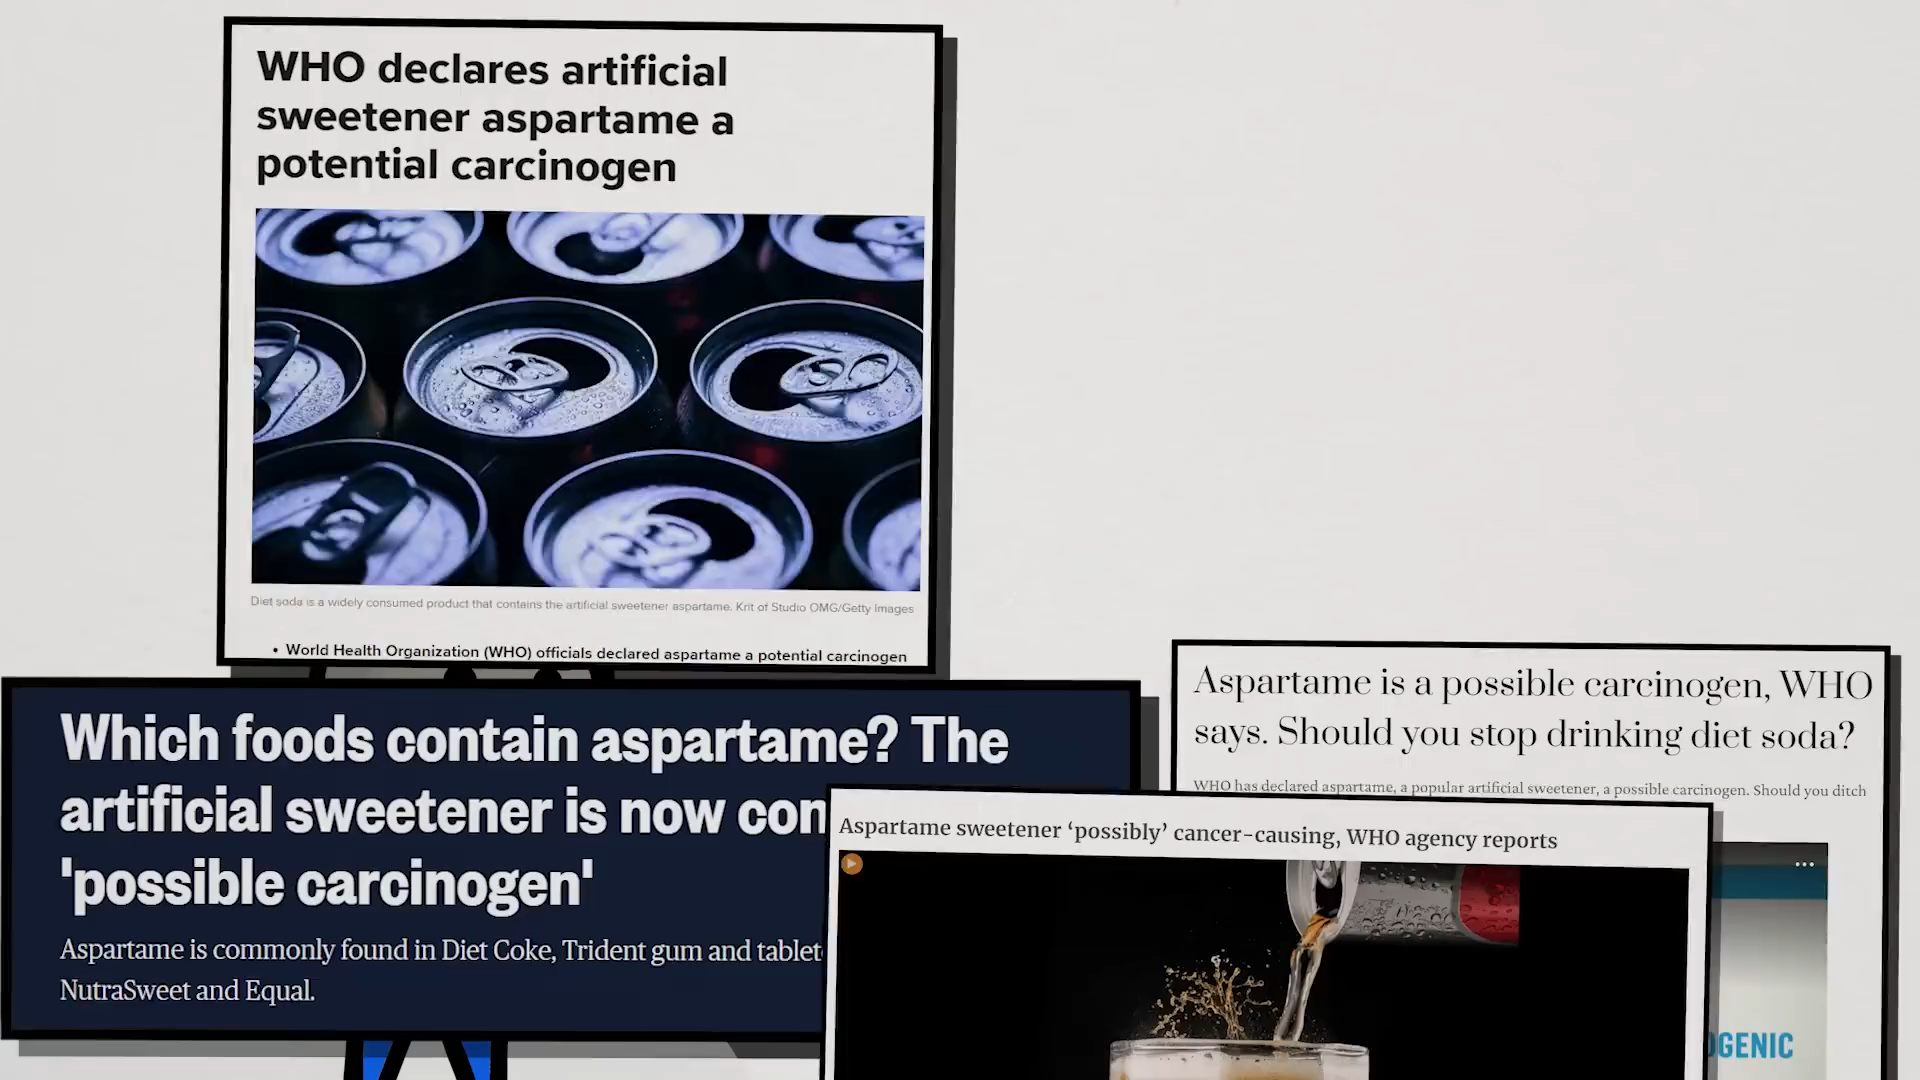 WHO declares artificial
sweetener aspartame a
potential carcinogen
Diet soda is a widely consumed product that contains the artificial sweetener aspartame. Krit of Studio OMG/Getty Images
• World Health Organization (WHO) officials declared aspartame a potential carcinogen
Which foods contain aspartame? The
artificial sweetener is now con
'possible carcinogen'
Aspartame is commonly found in Diet Coke, Trident gum and tablet
NutraSweet and Equal.
Aspartame is a possible carcinogen, WHO
says. Should you stop drinking diet soda?
WHO has declared aspartame, a popular artificial sweetener, a possible carcinogen. Should you ditch
Aspartame sweetener ‘possibly’ cancer-causing, WHO agency reports
OGENIC